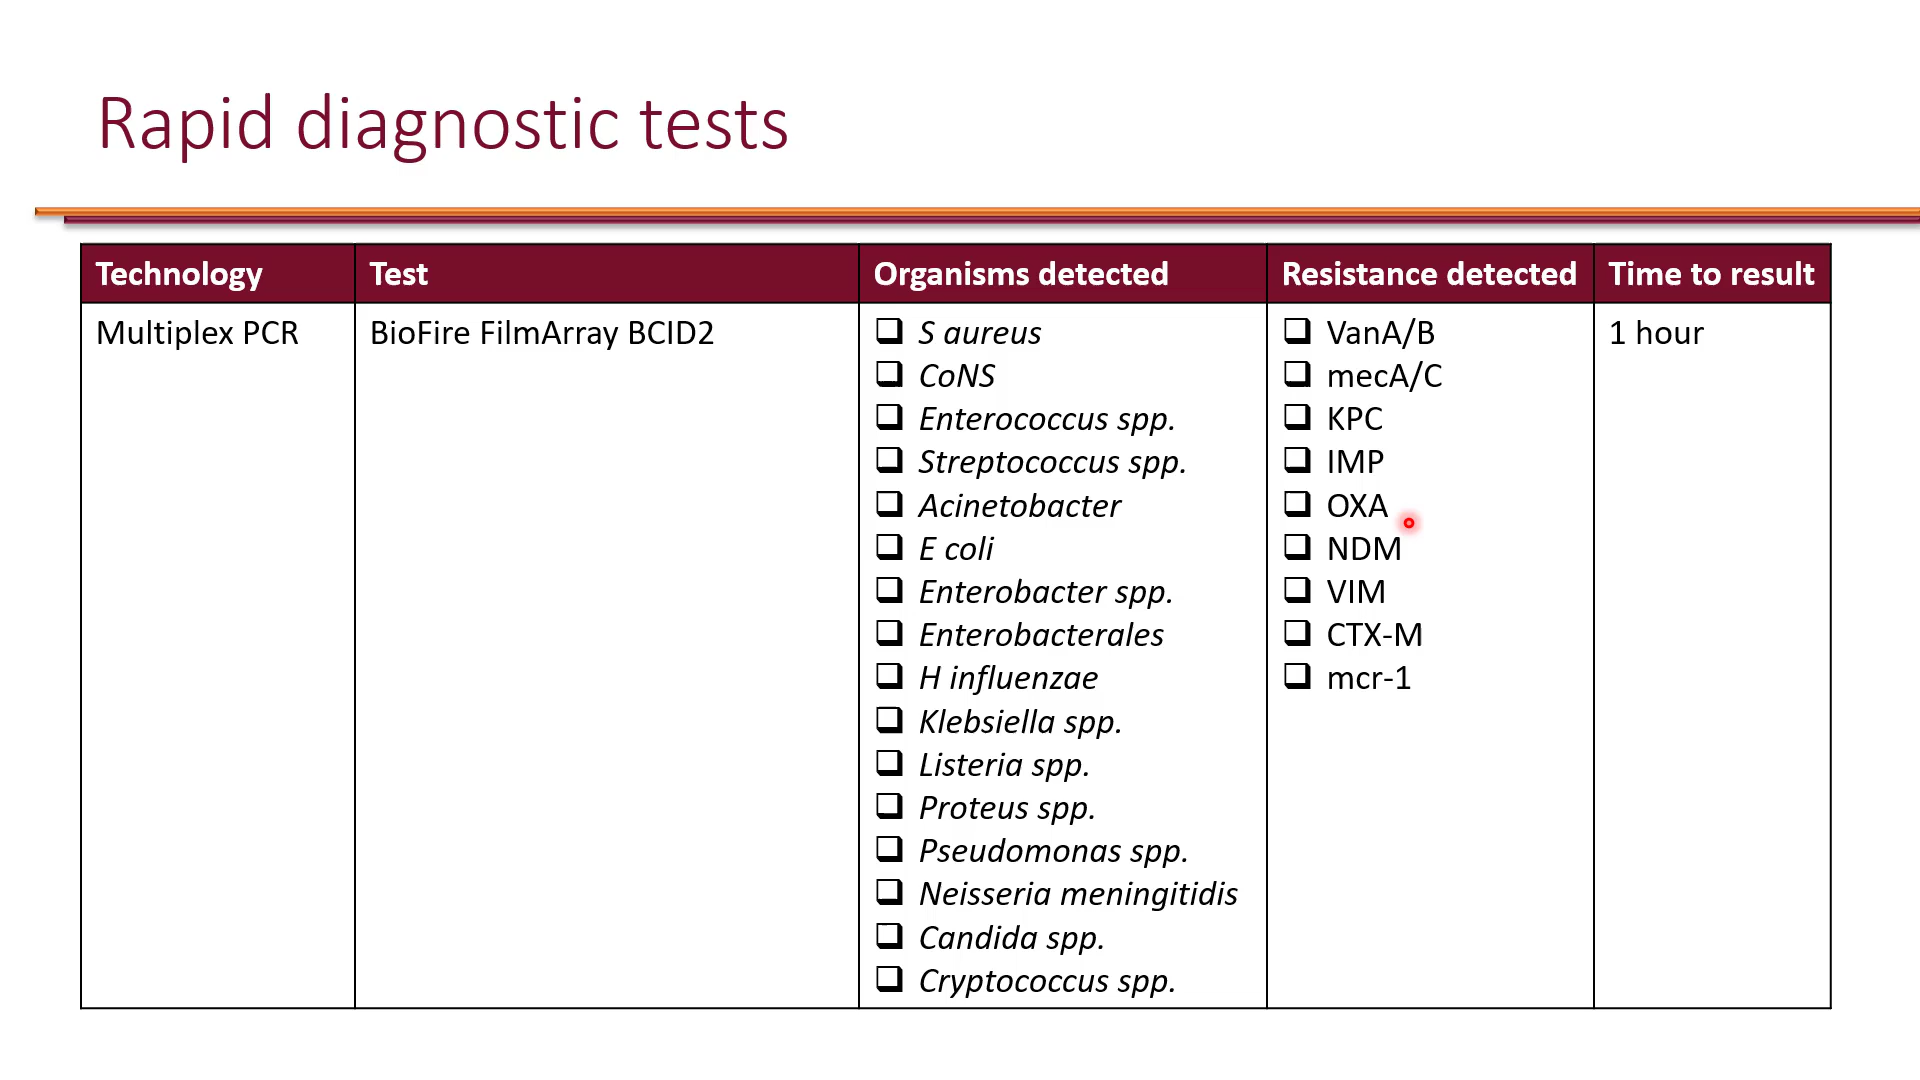 Rapid diagnostic tests
Technology
Test
Organisms detected
Resistance detected
Time to result
Multiplex PCR
BioFire FilmArray BCID2
S aureus
CoNS
Enterococcus spp.
Streptococcus spp.
Acinetobacter
E coli
Enterobacter spp.
Enterobacterales
H influenzae
Klebsiella spp.
Listeria spp.
Proteus spp.
Pseudomonas spp.
Neisseria meningitidis
Candida spp.
Cryptococcus spp.
VanA/B
mecA/C
KPC
IMP
OXA
NDM
VIM
CTX-M
mcr-1
1 hour